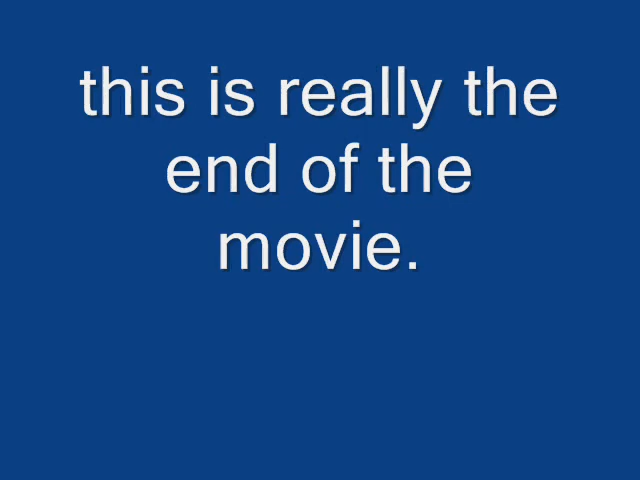 this is really the
end of the
movie.